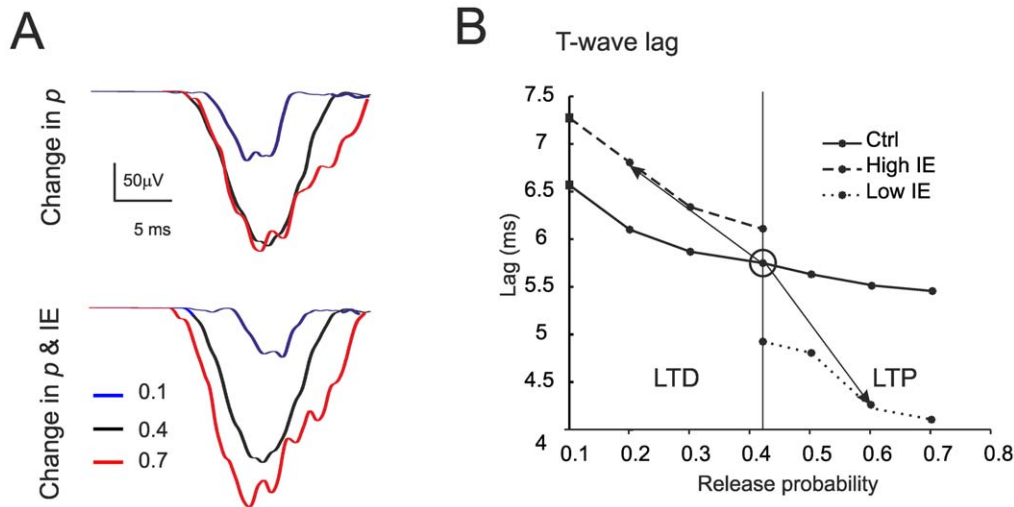 A
Change in p
50μV
5 ms
Change in p & IE
0.1
0.4
0.7
B
T-wave lag
7.5
7
6.5
6
5.5
5
4.5
4
Lag (ms)
Ctrl
High IE
Low IE
LTD
LTP
0.1 0.2 0.3 0.4 0.5 0.6 0.7 0.8
Release probability